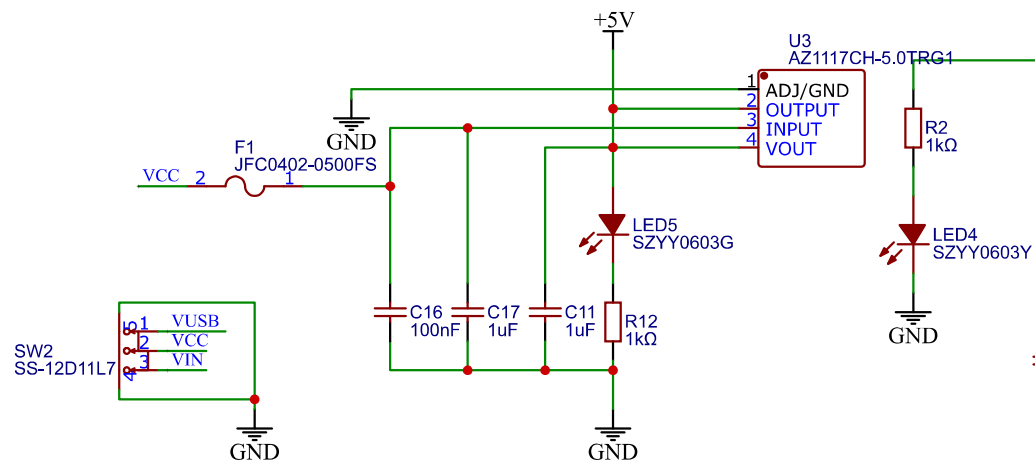 +5V
U3
AZ1117CH-5.0TRG1
1
ADJ/GND
2
OUTPUT
3
INPUT
4
VOUT
GND
R2
1kΩ
F1
JFC0402-0500FS
VCC
2
1
LED5
SZYY0603G
LED4
SZYY0603Y
C16
100nF
C17
1uF
C11
1uF
R12
1kΩ
GND
SW2
SS-12D11L7
5
1
VUSB
2
VCC
3
VIN
4
GND
GND